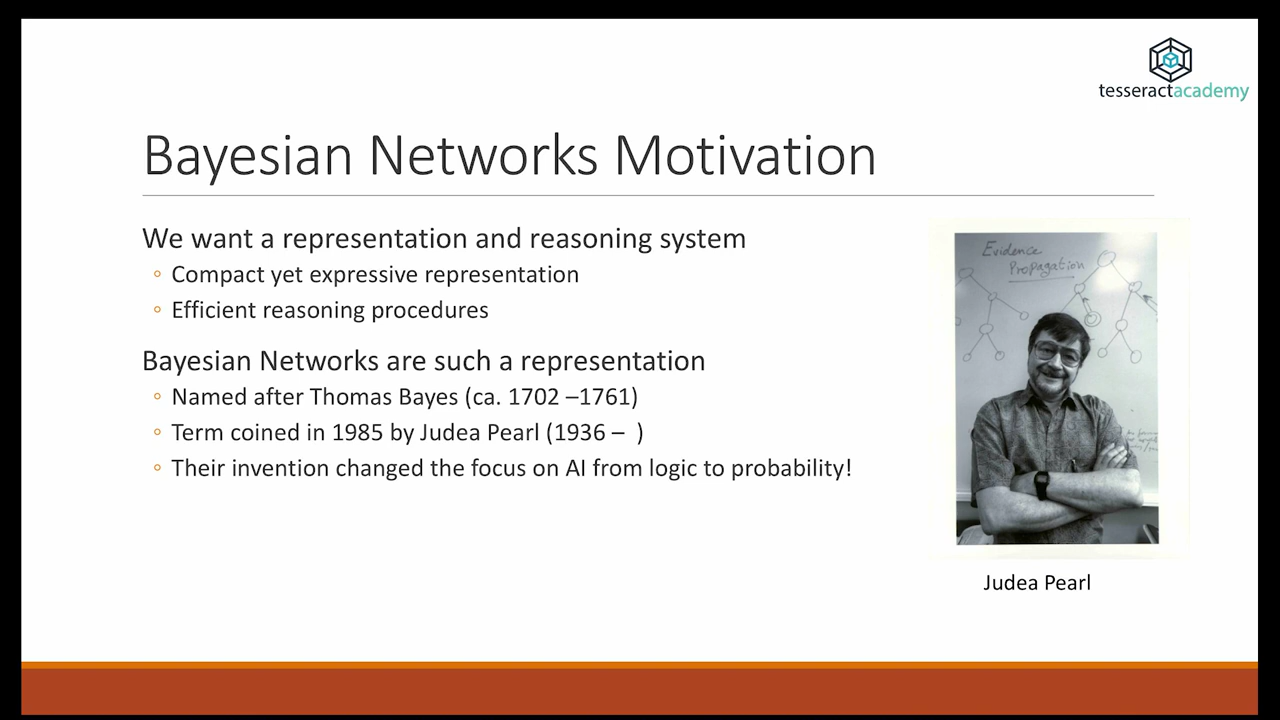 tesseractacademy
Bayesian Networks Motivation
We want a representation and reasoning system
◦ Compact yet expressive representation
◦ Efficient reasoning procedures
Bayesian Networks are such a representation
◦ Named after Thomas Bayes (ca. 1702 –1761)
◦ Term coined in 1985 by Judea Pearl (1936 –  )
◦ Their invention changed the focus on AI from logic to probability!
Evidence
Propagation
Judea Pearl